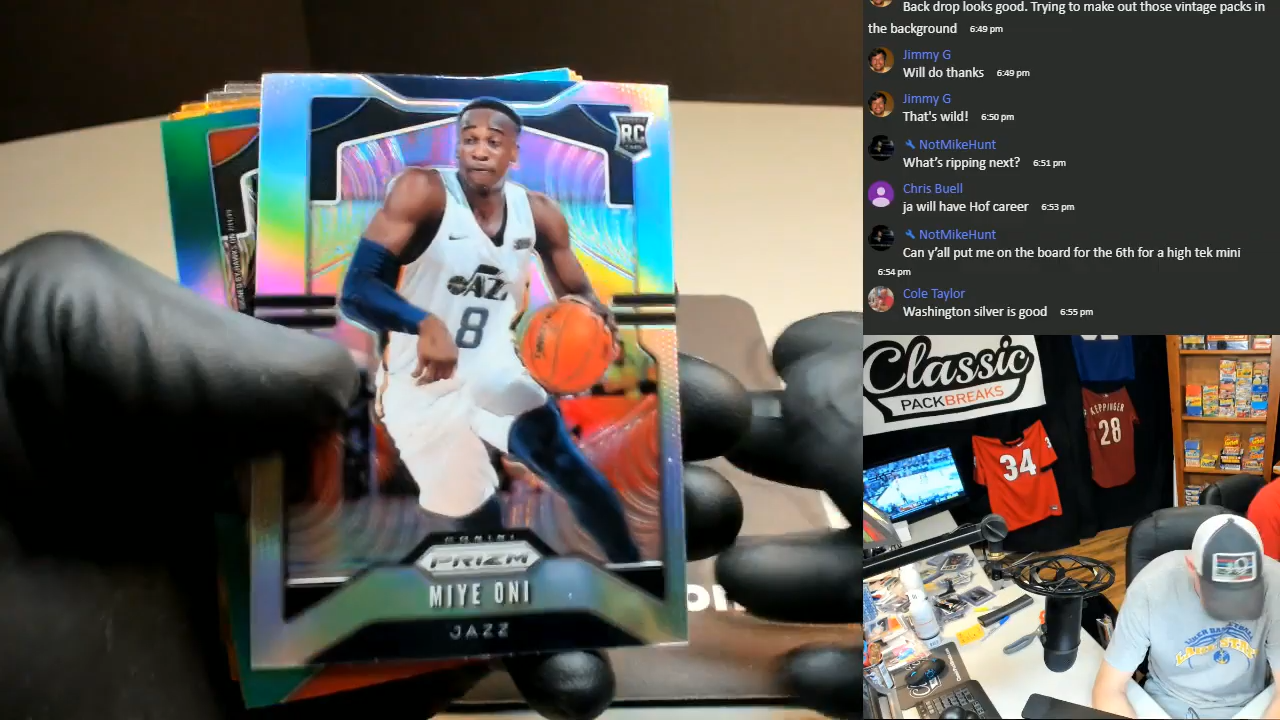 Back drop looks good. Trying to make out those vintage packs in
the background 6:49 pm
Jimmy G
Will do thanks 6:49 pm
Jimmy G
That's wild! 6:50 pm
NotMikeHunt
What's ripping next? 6:51 pm
Chris Buell
ja will have Hof career 6:53 pm
NotMikeHunt
Can y'all put me on the board for the 6th for a high tek mini
6:54 pm
Cole Taylor
Washington silver is good 6:55 pm
RC
JAZZ
8
PANINI
PRIZM
MIYE ONI
JAZZ
Classic
PACKBREAKS
KEPPINGER
28
34